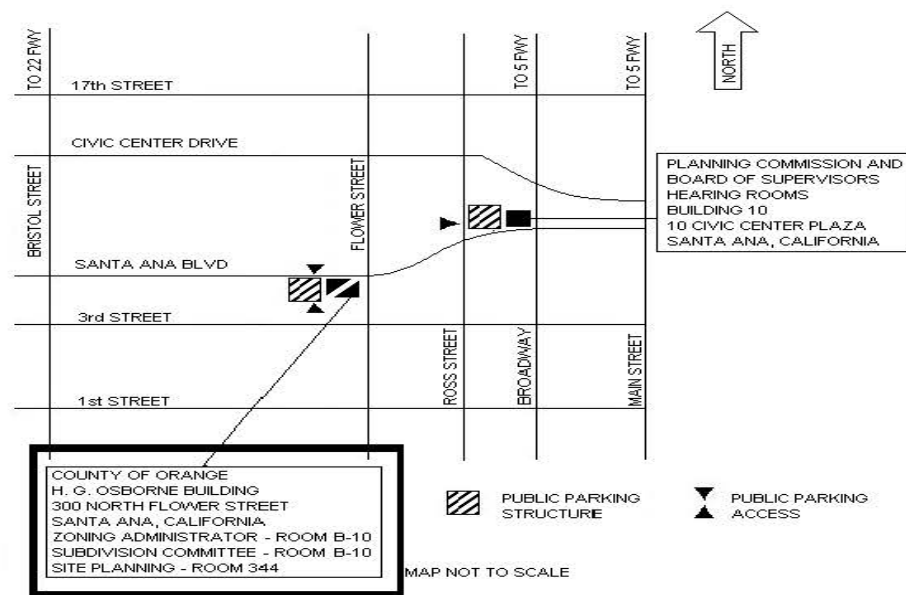 TO 22 FWY
TO 5 FWY
TO 5 FWY
NORTH
17th STREET
CIVIC CENTER DRIVE
BRISTOL STREET
FLOWER STREET
PLANNING COMMISSION AND
BOARD OF SUPERVISORS
HEARING ROOMS
BUILDING 10
10 CIVIC CENTER PLAZA
SANTA ANA, CALIFORNIA
SANTA ANA BLVD
3rd STREET
ROSS STREET
BROADWAY
MAIN STREET
1st STREET
COUNTY OF ORANGE
H. G. OSBORNE BUILDING
300 NORTH FLOWER STREET
SANTA ANA, CALIFORNIA
ZONING ADMINISTRATOR - ROOM B-10
SUBDIVISION COMMITTEE - ROOM B-10
SITE PLANNING - ROOM 344
PUBLIC PARKING
STRUCTURE
PUBLIC PARKING
ACCESS
MAP NOT TO SCALE